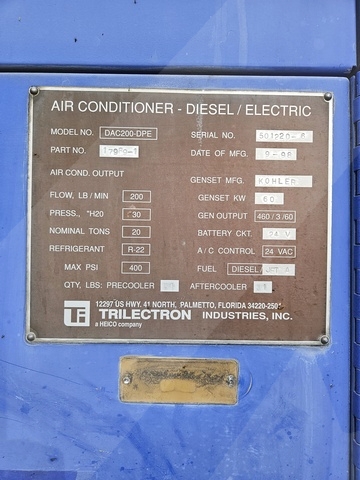 AIR CONDITIONER - DIESEL / ELECTRIC
MODEL NO. DAC200-DPE SERIAL NO.
PART NO. DATE OF MFG. 9-96
AIR COND. OUTPUT GENSET MFG. KOHLER
FLOW, LB / MIN 200 GENSET KW 60
PRESS., "H20 30 GEN OUTPUT 460 / 3 / 60
NOMINAL TONS 20 BATTERY CKT. 24 V
REFRIGERANT R-22 A / C CONTROL 24 VAC
MAX PSI 400 FUEL DIESEL / JET A
QTY, LBS: PRECOOLER AFTERCOOLER
12297 US HWY. 41 NORTH, PALMETTO, FLORIDA 34220-250
TRILECTRON INDUSTRIES, INC.
a HEICO company